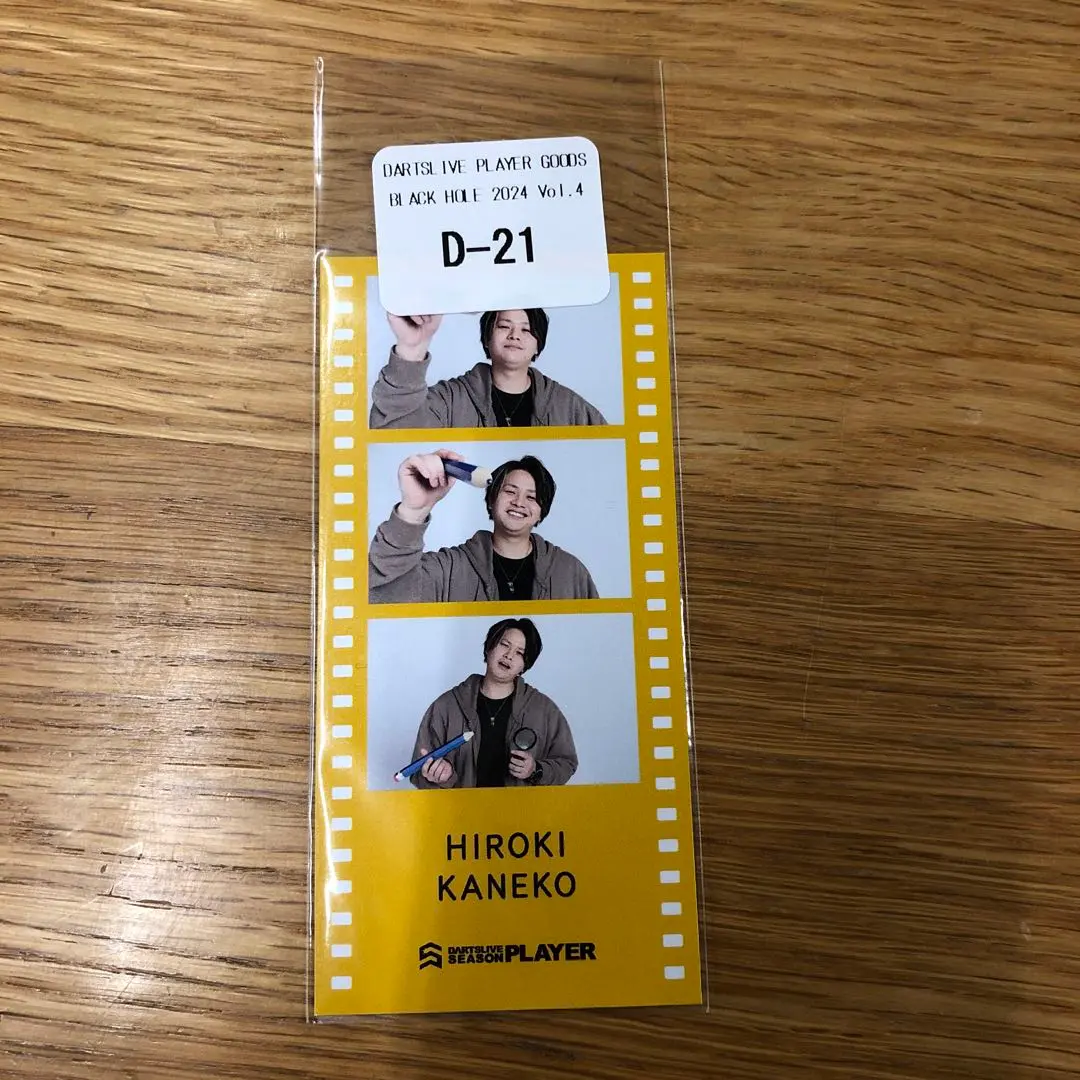 DARTSLIVE PLAYER GOODS
BLACK HOLE 2024 Vol.4
D-21
HIROKI
KANEKO
DARTSLIVE
SEASON PLAYER